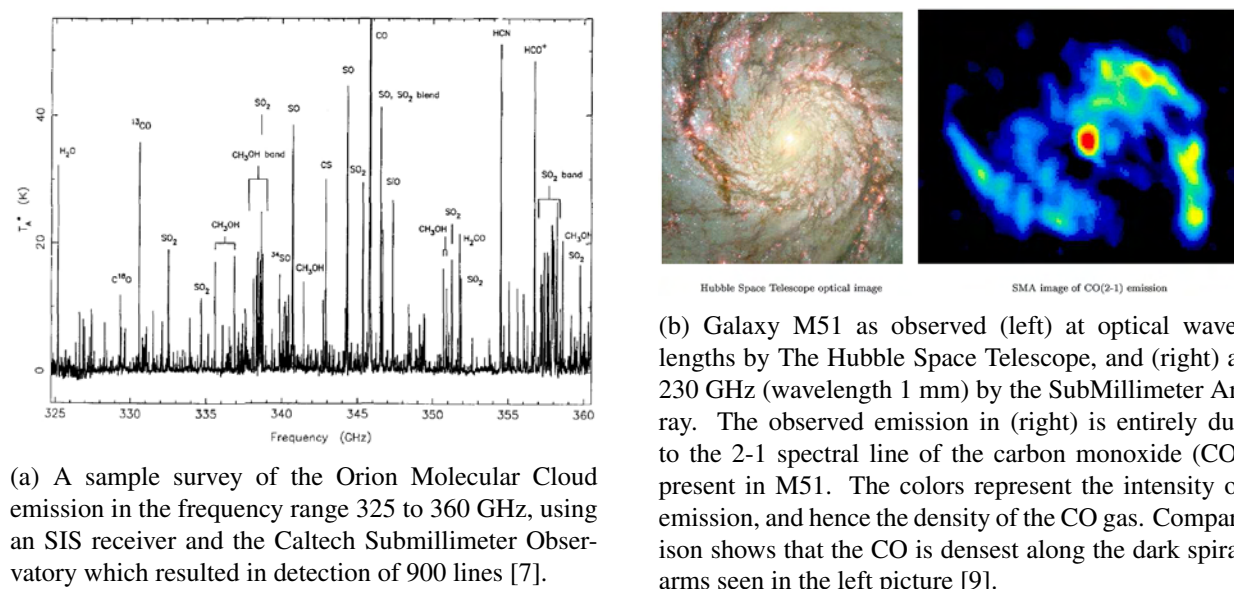 CO
HCN
HCO⁺
SO
SO, SO₂ blend
SO₂
SO
¹³CO
H₂O
CH₃OH band
CS
SO₂
SiO
SO₂ band
SO₂
CH₃OH
SO₂
CH₃OH
H₂CO
CH₃OH
³⁴SO
CH₃OH
SO₂
SO₂
C¹⁸O
SO₂
40
20
0
T_A* (K)
325 330 335 340 345 350 355 360
Frequency (GHz)
(a) A sample survey of the Orion Molecular Cloud
emission in the frequency range 325 to 360 GHz, using
an SIS receiver and the Caltech Submillimeter Obser-
vatory which resulted in detection of 900 lines [7].
Hubble Space Telescope optical image
SMA image of CO(2-1) emission
(b) Galaxy M51 as observed (left) at optical wave
lengths by The Hubble Space Telescope, and (right) a
230 GHz (wavelength 1 mm) by the SubMillimeter Ar
ray. The observed emission in (right) is entirely du
to the 2-1 spectral line of the carbon monoxide (CO
present in M51. The colors represent the intensity o
emission, and hence the density of the CO gas. Compar
ison shows that the CO is densest along the dark spira
arms seen in the left picture [9].